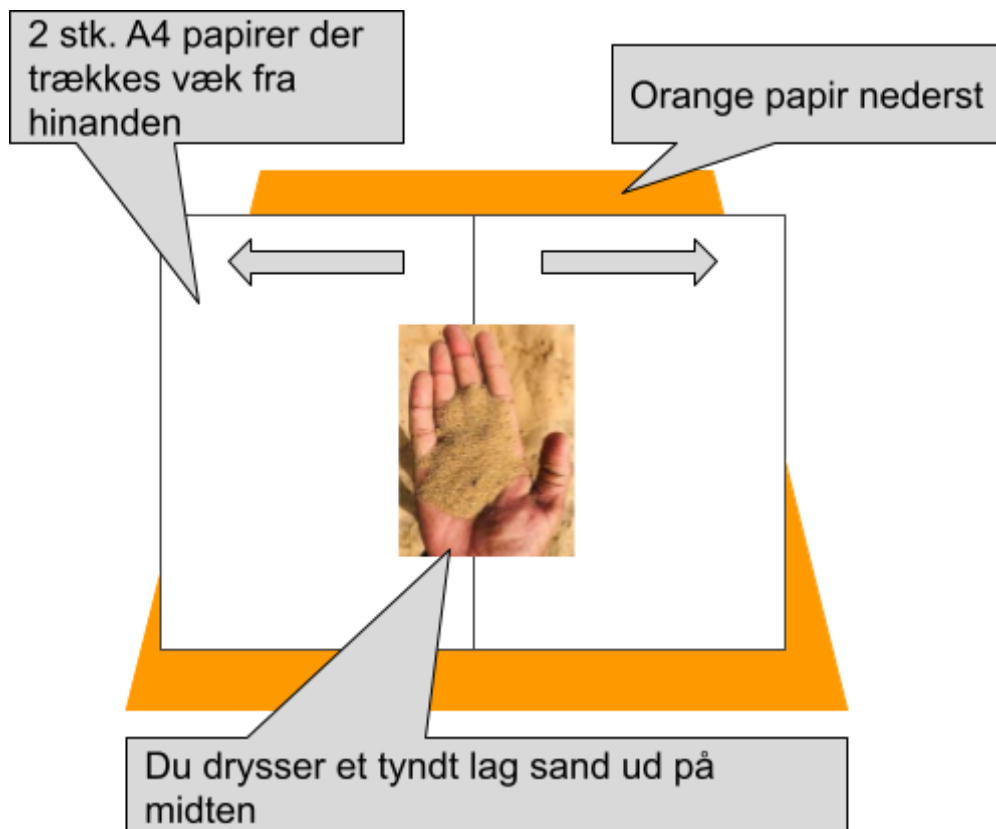 2 stk. A4 papirer der
trækkes væk fra
hinanden
Orange papir nederst
Du drysser et tyndt lag sand ud på
midten